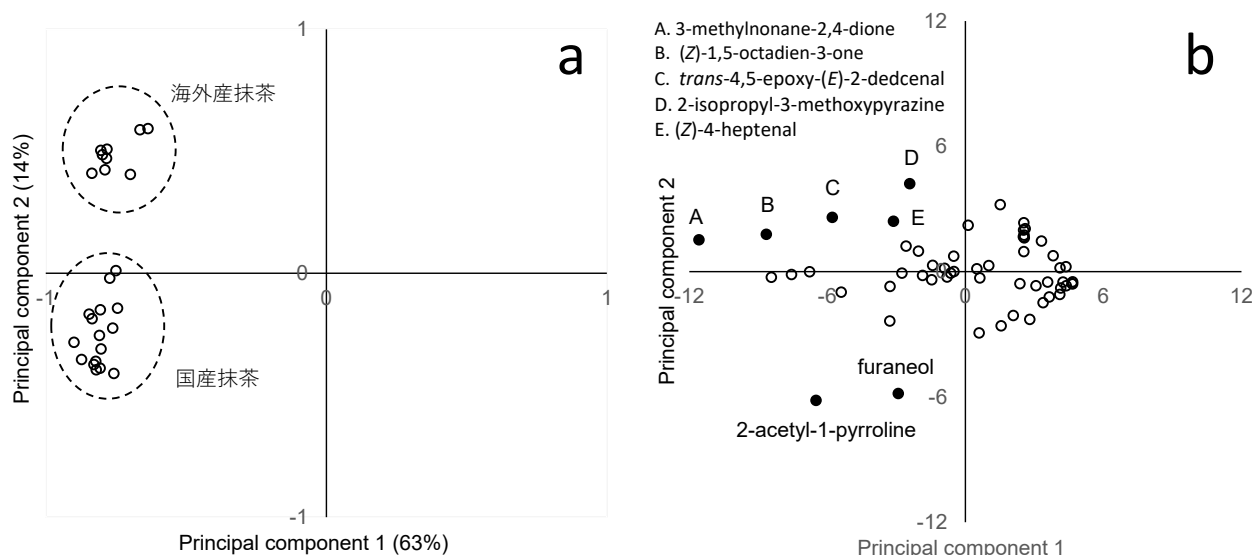 a
1
海外産抹茶
Principal component 2 (14%)
-1
0
1
国産抹茶
-1
Principal component 1 (63%)
A. 3-methylnonane-2,4-dione
B. (Z)-1,5-octadien-3-one
C. trans-4,5-epoxy-(E)-2-dedcenal
D. 2-isopropyl-3-methoxypyrazine
E. (Z)-4-heptenal
b
12
6
D
C
B
E
A
Principal component 2
0
-12
-6
0
6
12
furaneol
-6
2-acetyl-1-pyrroline
-12
Principal component 1